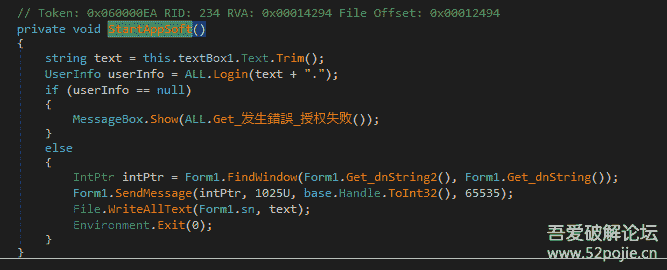 // Token: 0x060000EA RID: 234 RVA: 0x00014294 File Offset: 0x00012494
private void StartAppSoft()
{
string text = this.textBox1.Text.Trim();
UserInfo userInfo = ALL.Login(text + ".");
if (userInfo == null)
{
MessageBox.Show(ALL.Get_发生錯誤_授权失敗());
}
else
{
IntPtr intPtr = Form1.FindWindow(Form1.Get_dnString2(), Form1.Get_dnString());
Form1.SendMessage(intPtr, 1025U, base.Handle.ToInt32(), 65535);
File.WriteAllText(Form1.sn, text);
Environment.Exit(0);
}
}
吾爱破解论坛
www.52pojie.cn